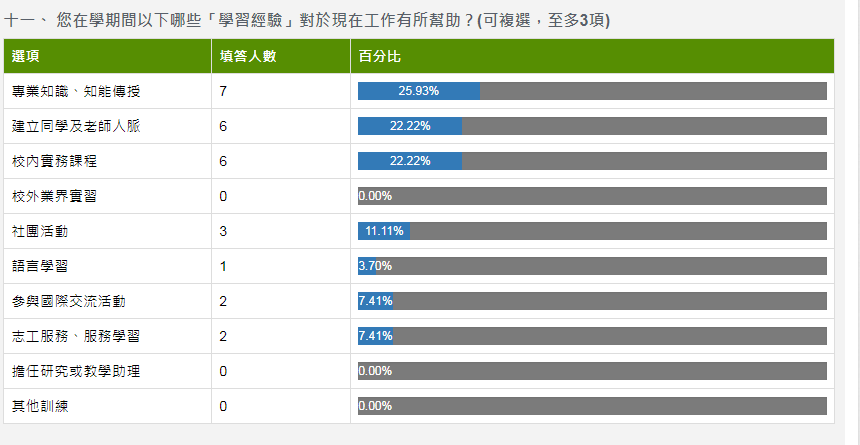 十一、 您在學期間以下哪些「學習經驗」對於現在工作有所幫助？(可複選，至多3項)
選項 填答人數 百分比
專業知識、知能傳授 7 25.93%
建立同學及老師人脈 6 22.22%
校內實務課程 6 22.22%
校外業界實習 0 0.00%
社團活動 3 11.11%
語言學習 1 3.70%
參與國際交流活動 2 7.41%
志工服務、服務學習 2 7.41%
擔任研究或教學助理 0 0.00%
其他訓練 0 0.00%